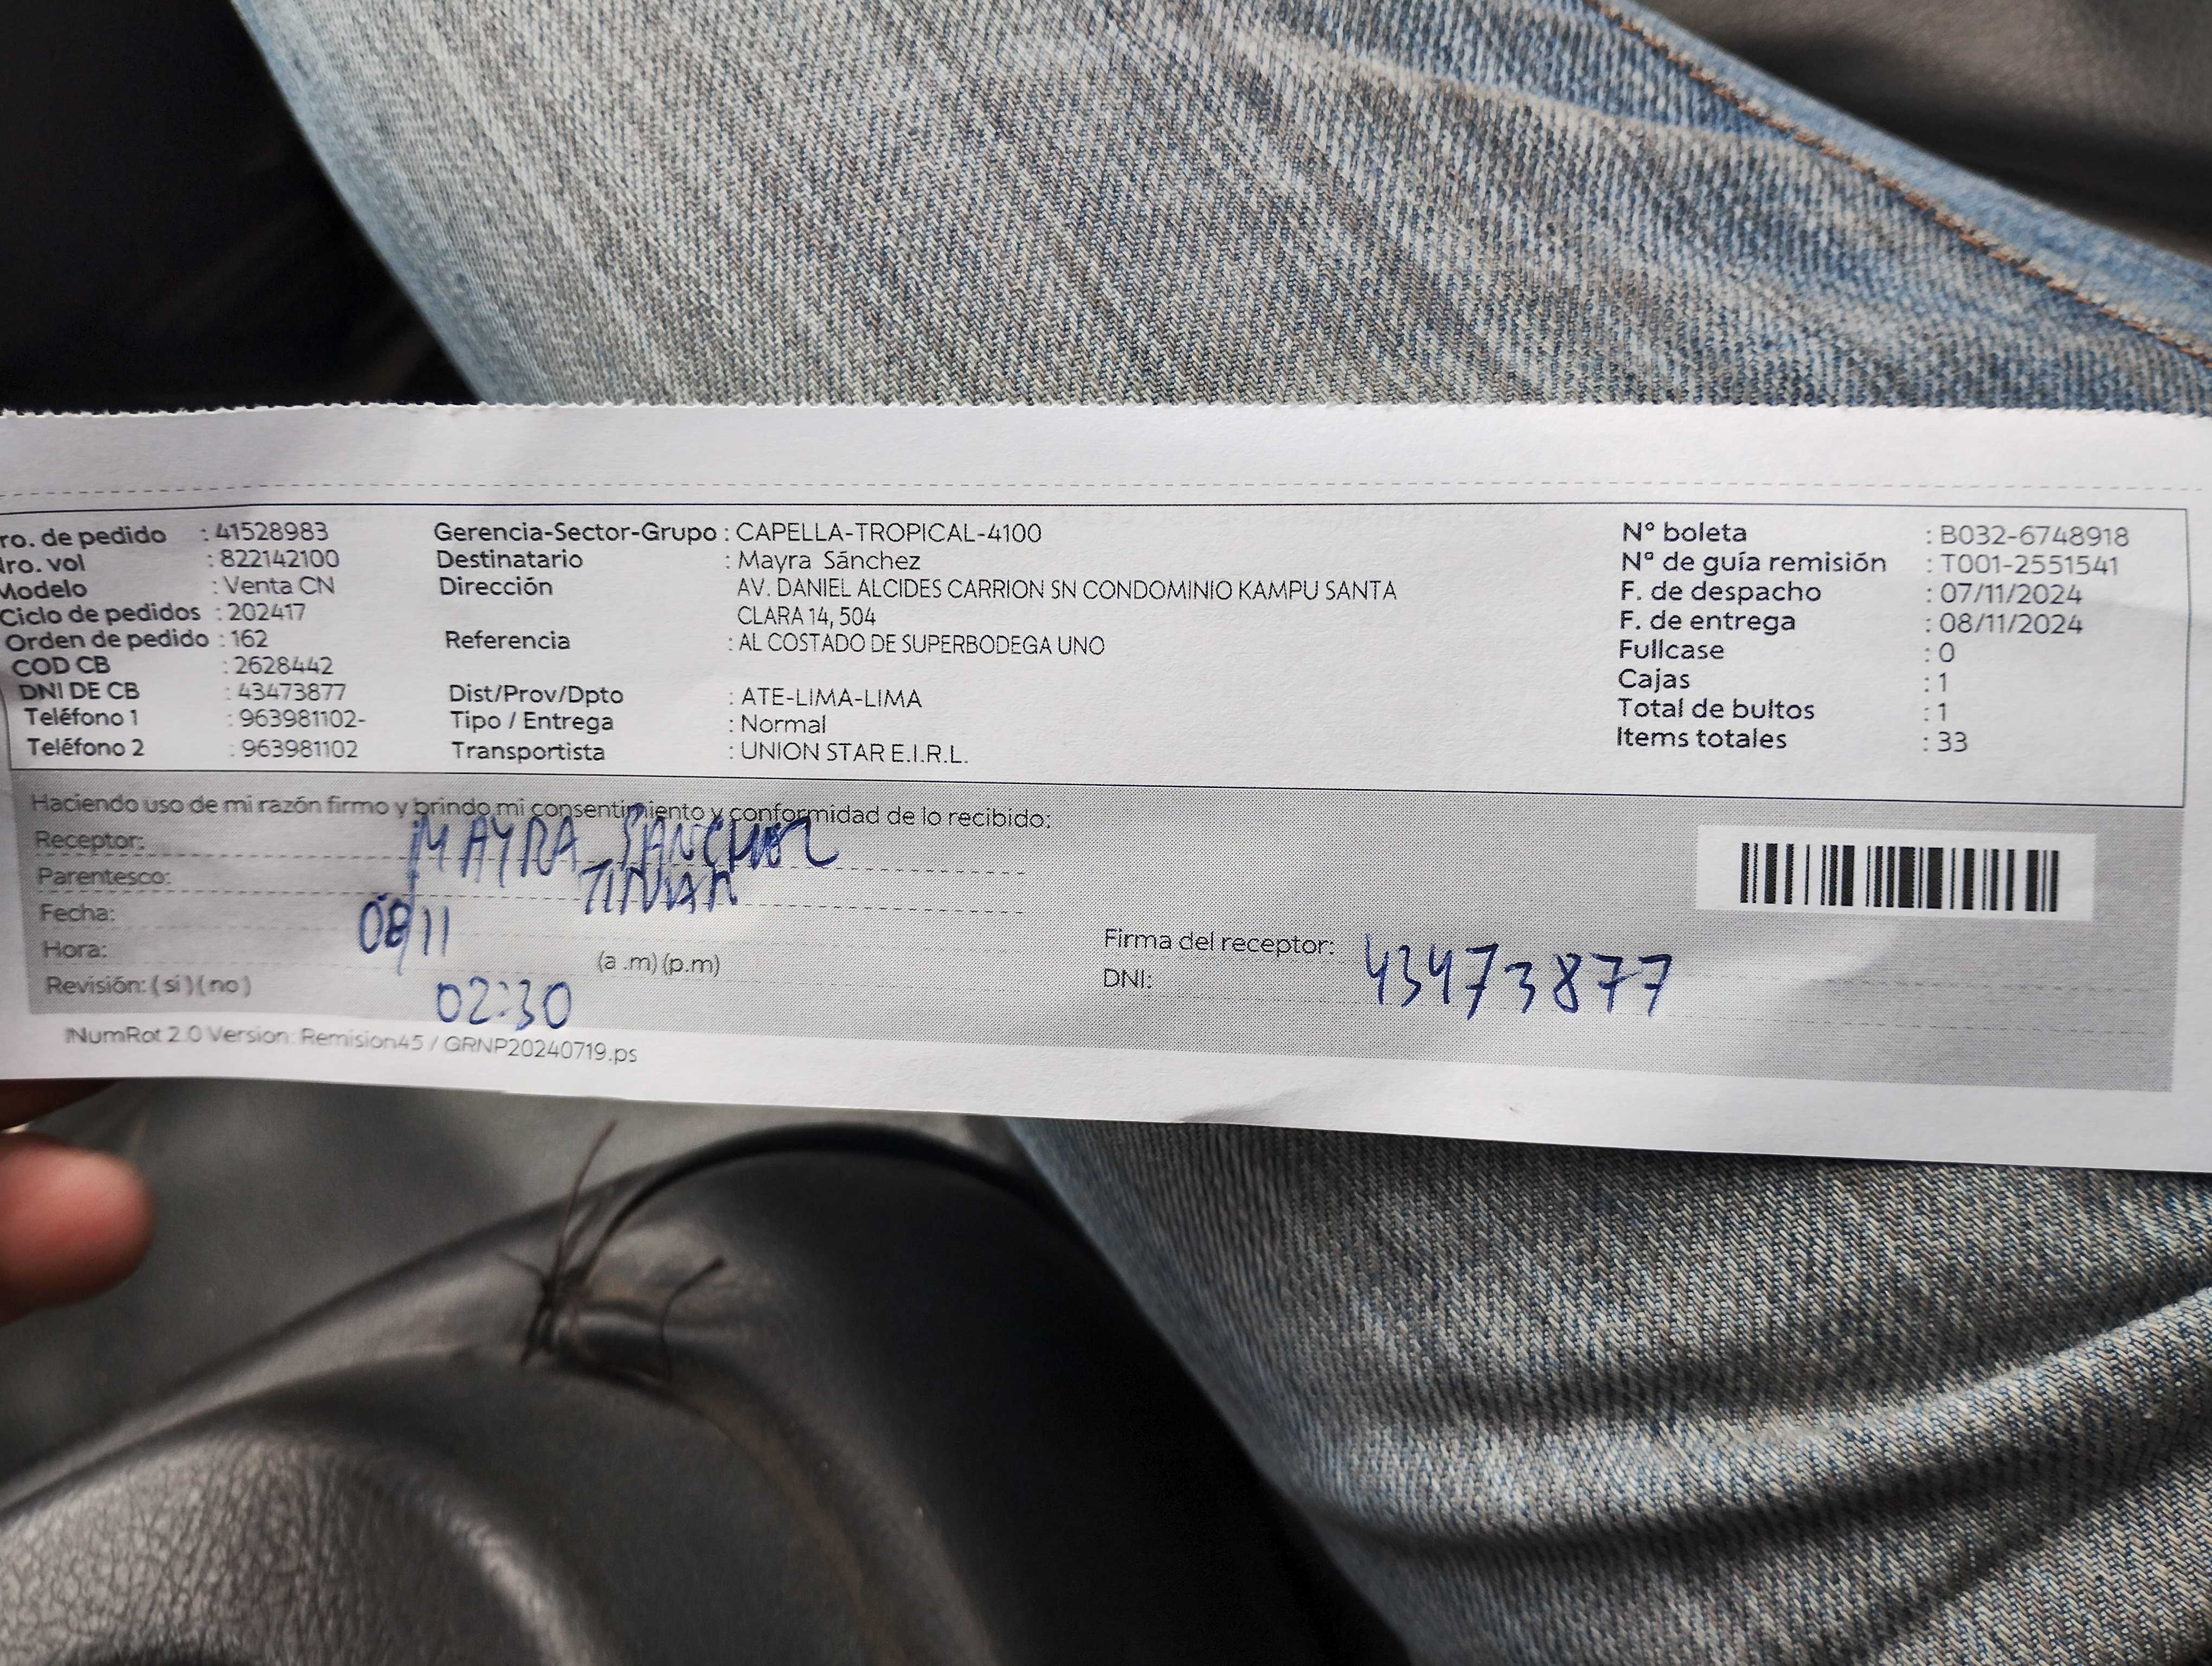 ro. de pedido : 41528983 Gerencia-Sector-Grupo : CAPELLA-TROPICAL-4100 N° boleta : B032-6748918
ro. vol : 822142100 Destinatario : Mayra Sánchez N° de guía remisión : T001-2551541
Modelo : Venta CN Dirección AV. DANIEL ALCIDES CARRION SN CONDOMINIO KAMPU SANTA F. de despacho : 07/11/2024
Ciclo de pedidos : 202417 CLARA 14, 504 F. de entrega : 08/11/2024
Orden de pedido : 162 Referencia : AL COSTADO DE SUPERBODEGA UNO Fullcase : 0
COD CB : 2628442 Cajas : 1
DNI DE CB : 43473877 Dist/Prov/Dpto : ATE-LIMA-LIMA Total de bultos : 1
Teléfono 1 : 963981102- Tipo / Entrega : Normal Items totales : 33
Teléfono 2 : 963981102 Transportista : UNION STAR E.I.R.L.
Haciendo uso de mi razón firmo y brindo mi consentimiento y conformidad de lo recibido:
Receptor: MAYRA SANCHEZ
Parentesco:
Fecha: 08/11
Hora: (a .m) (p.m) Firma del receptor:
02:30 DNI: 43473877
Revisión: ( si ) ( no )
NumRot 2.0 Version: Remision45 / GRNP20240719.ps